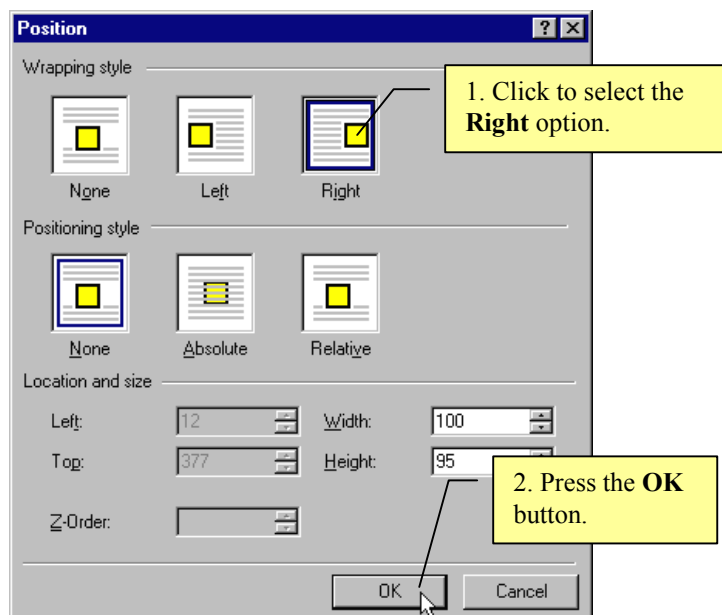 Position
Wrapping style
1. Click to select the
Right option.
None Left Right
Positioning style
None Absolute Relative
Location and size
Left: 12 Width: 100
Top: 377 Height: 95
2. Press the OK
button.
Z-Order:
OK Cancel